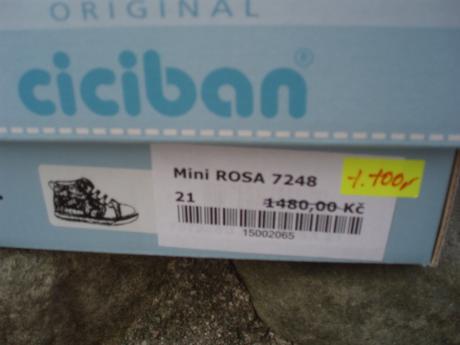 ORIGINAL
ciciban®
Mini ROSA 7248
1.100,-
21
1480,00 Kč
15002065